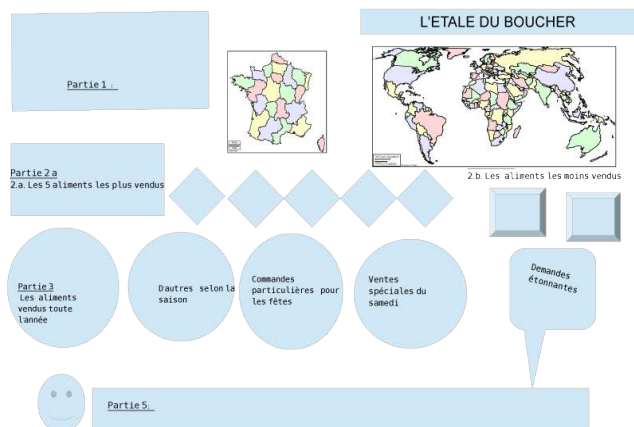 L'ETALE DU BOUCHER
Partie 1 :
Partie 2 a
2.a. Les 5 aliments les plus vendus
2.b. Les aliments les moins vendus
Partie 3
Les aliments
vendus toute
l'année
D'autres selon la
saison
Commandes
particulières pour
les fêtes
Ventes
spéciales du
samedi
Demandes
étonnantes
Partie 5: